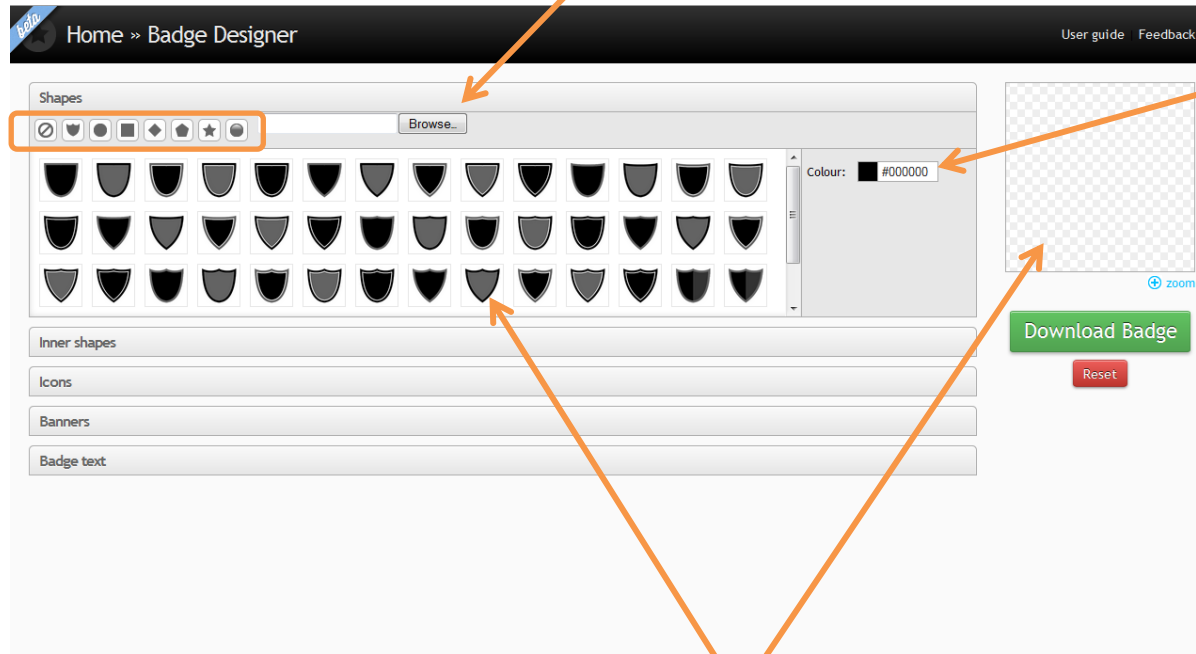 beta
Home » Badge Designer
User guide Feedback
Shapes
Browse...
Colour: #000000
zoom
Inner shapes
Download Badge
Icons
Reset
Banners
Badge text